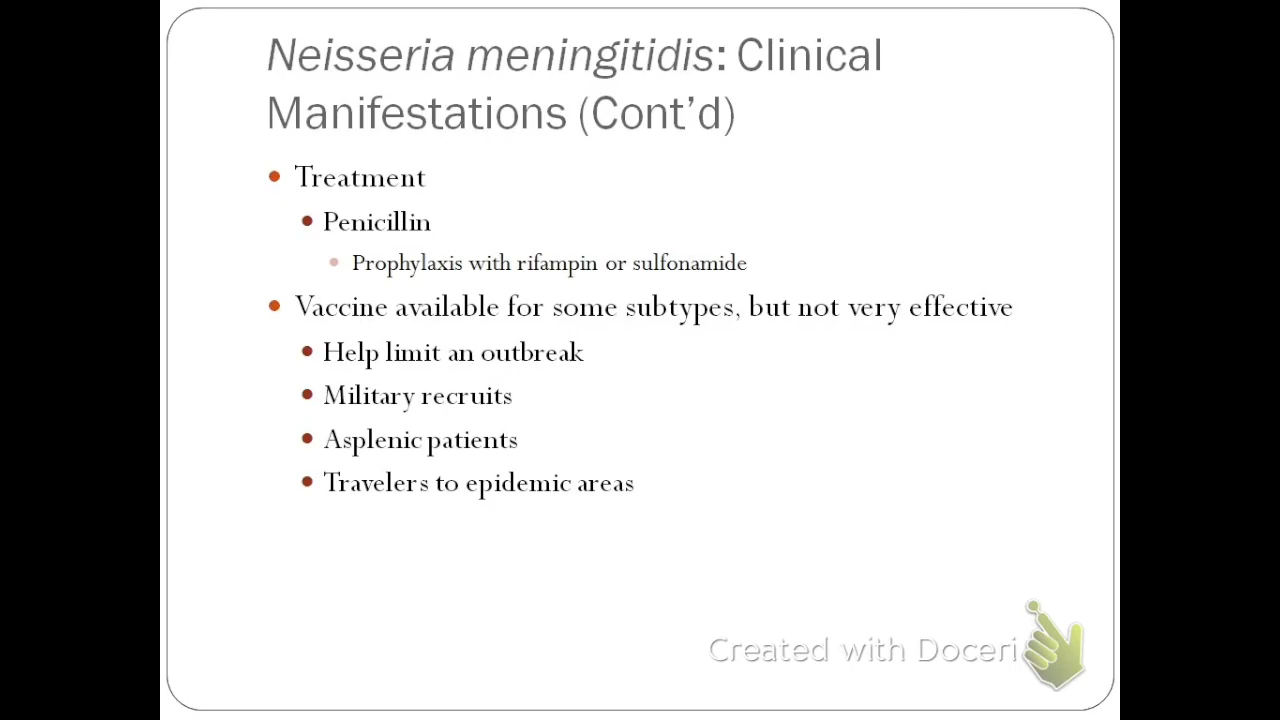 Neisseria meningitidis: Clinical
Manifestations (Cont’d)
Treatment
Penicillin
Prophylaxis with rifampin or sulfonamide
Vaccine available for some subtypes, but not very effective
Help limit an outbreak
Military recruits
Asplenic patients
Travelers to epidemic areas
Created with Doceri